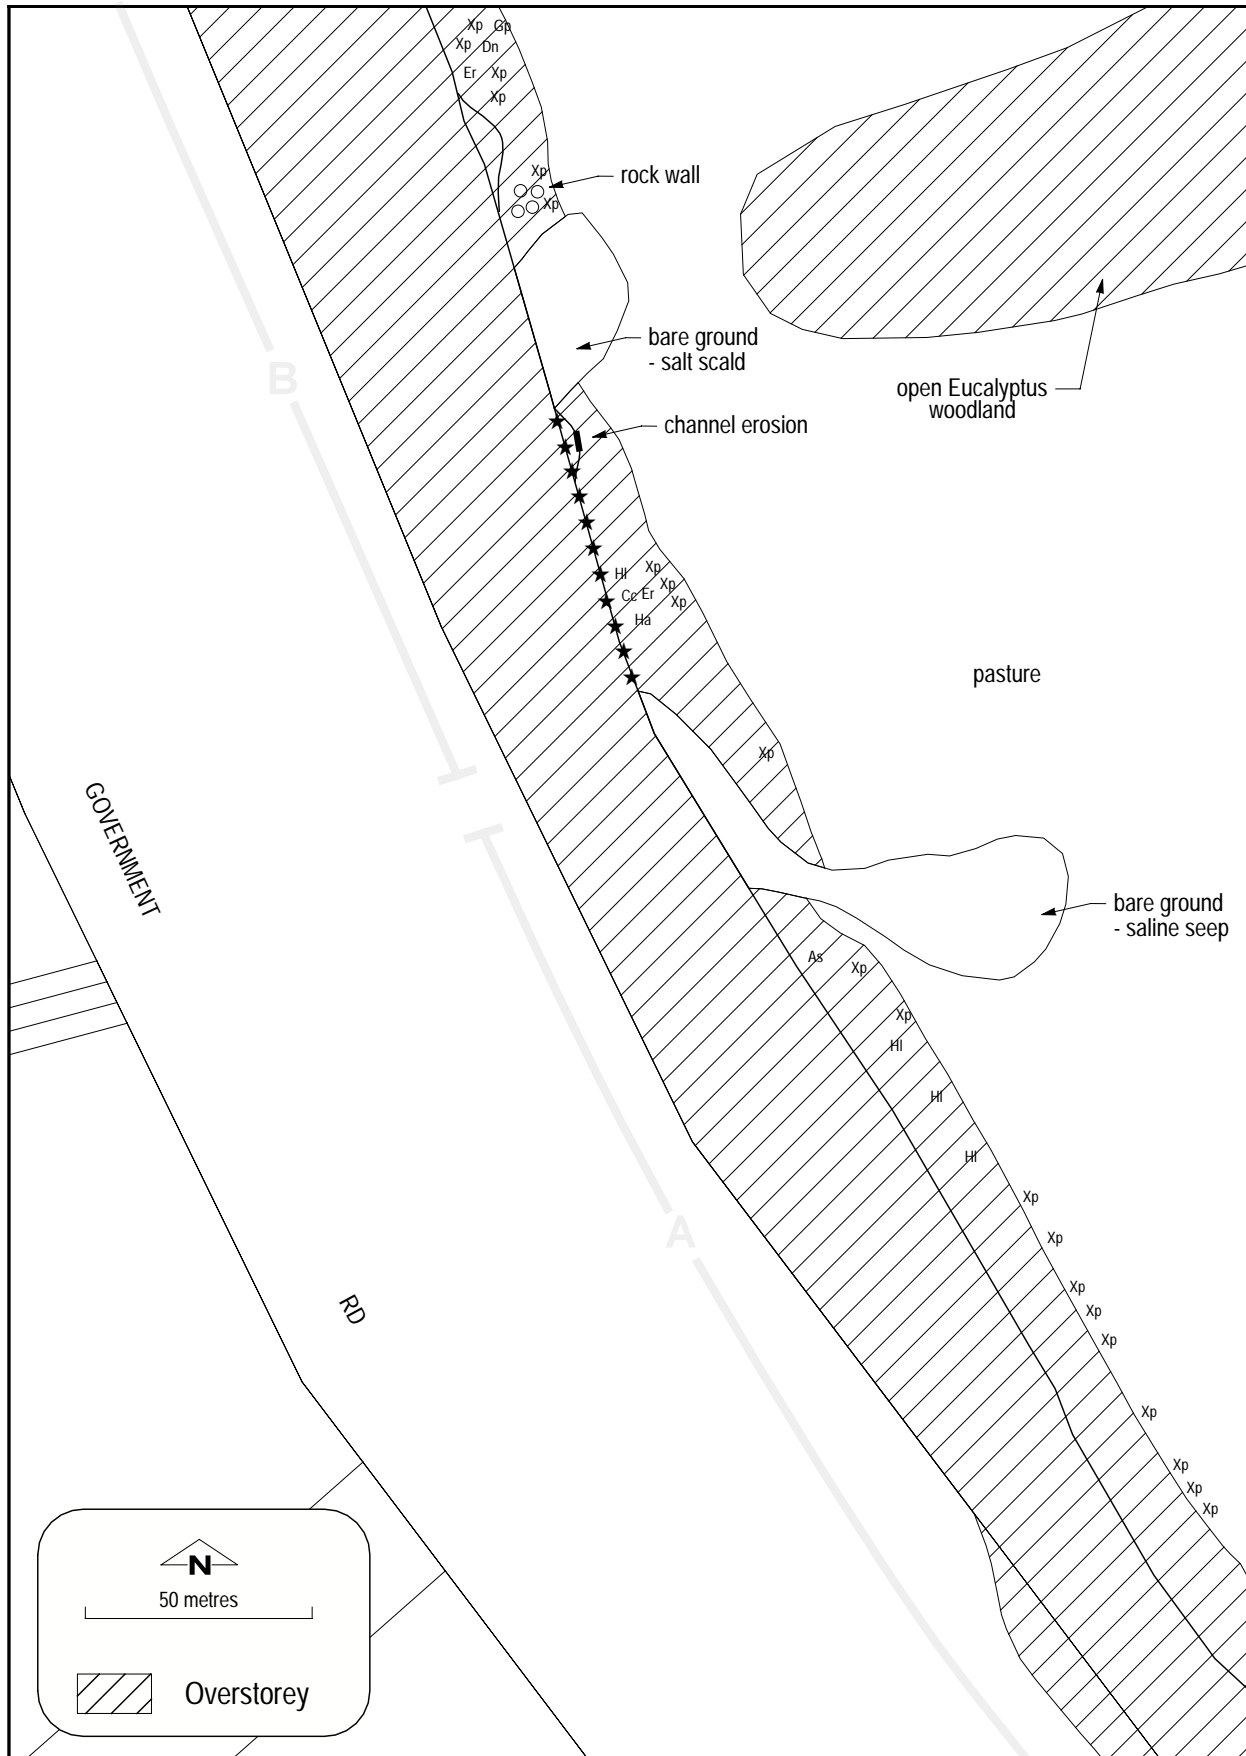 Xp Gp
Xp Dn
Er Xp
Xp
Xp
rock wall
Xp
bare ground
- salt scald
B
open Eucalyptus
woodland
channel erosion
Hl Xp
Xp
Cc Er Xp
Ha
pasture
Xp
GOVERNMENT
bare ground
- saline seep
As Xp
Xp
Hl
Hl
Hl
Xp
A
Xp
Xp
RD
Xp
Xp
Xp
Xp
Xp
Xp
N
50 metres
Overstorey